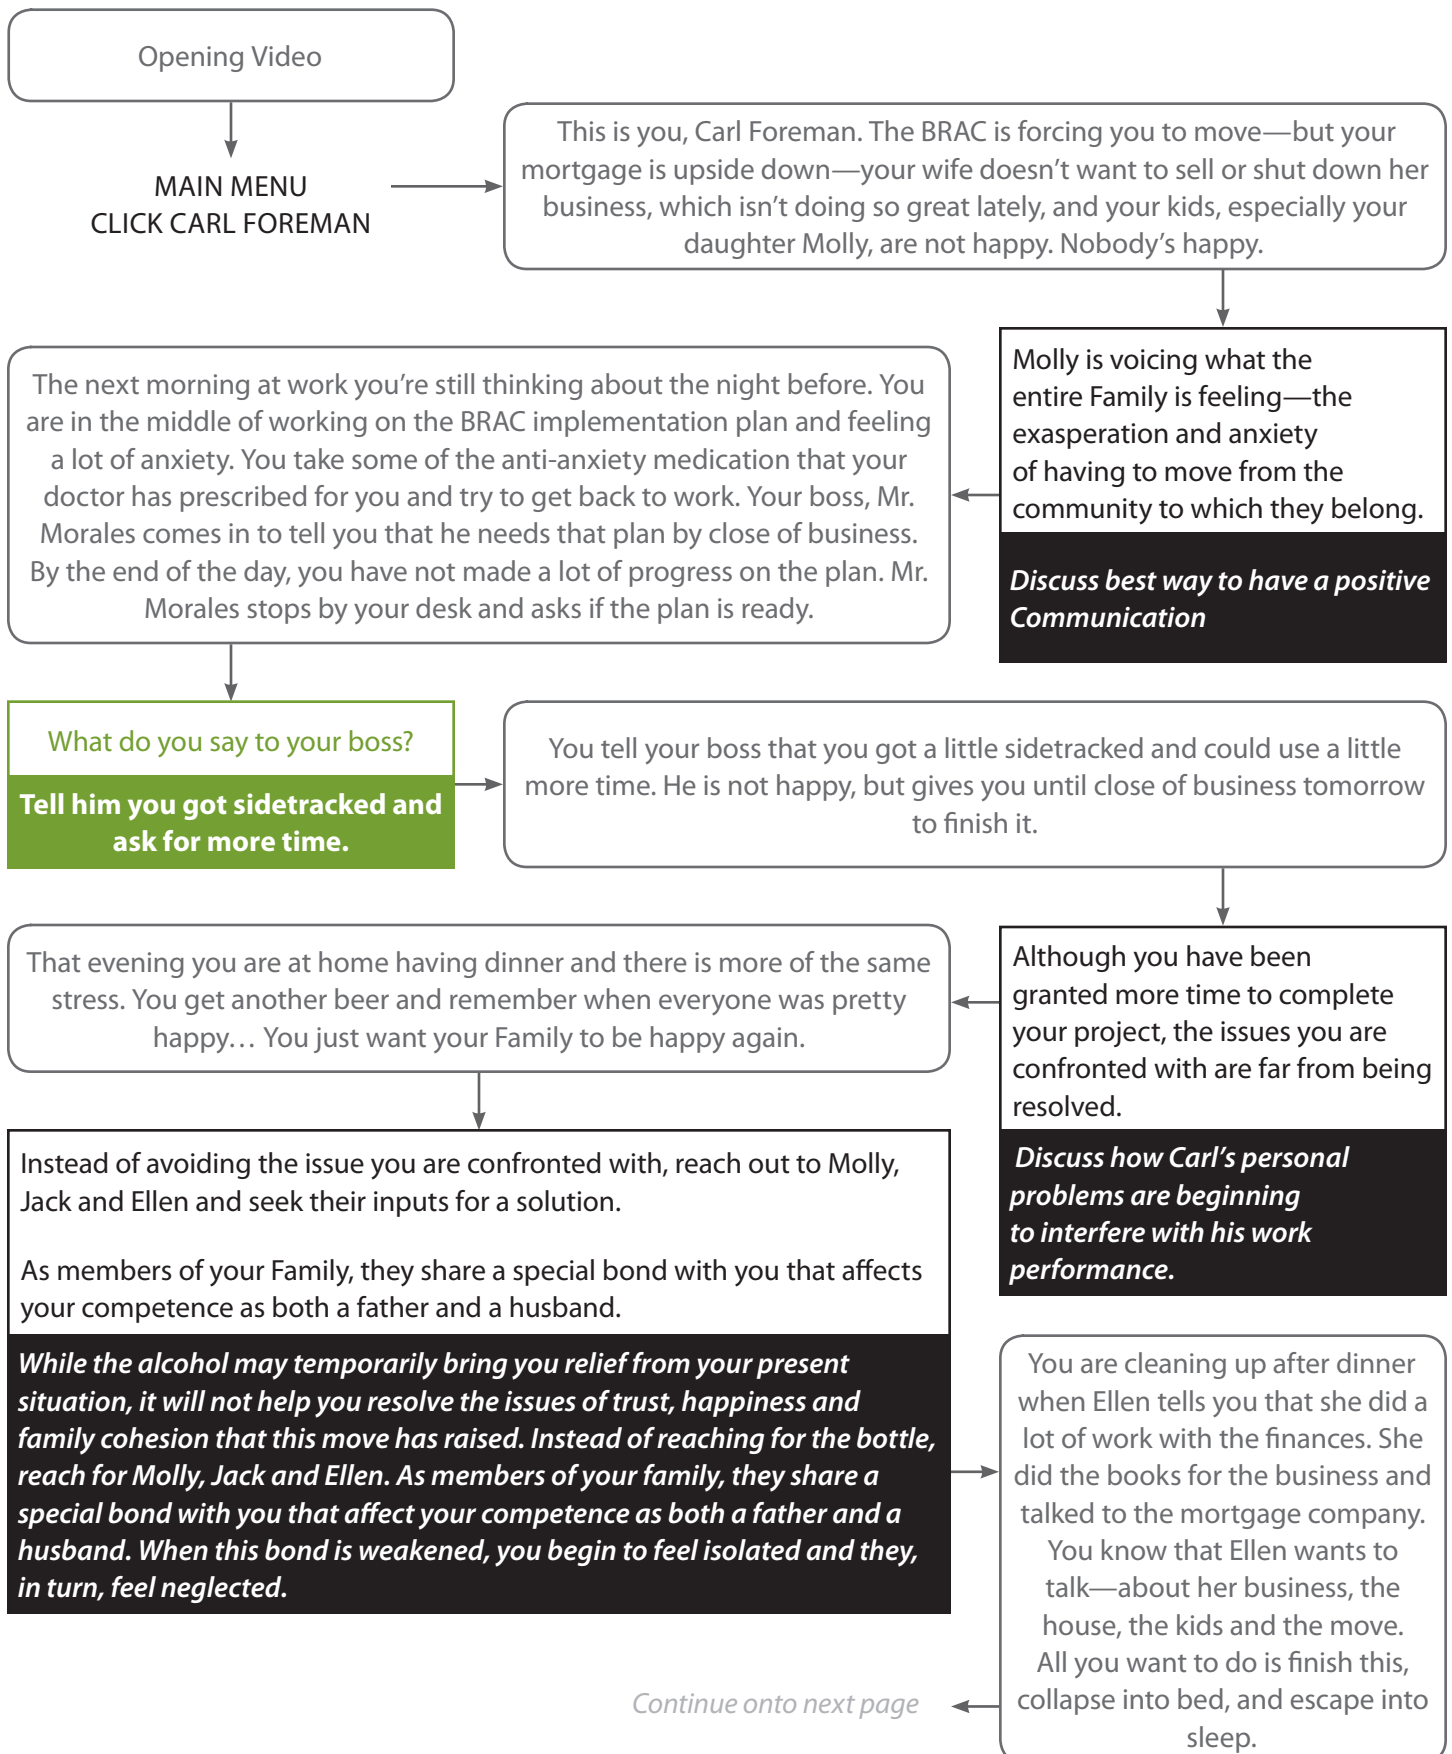 Opening Video
MAIN MENU
CLICK CARL FOREMAN
This is you, Carl Foreman. The BRAC is forcing you to move—but your
mortgage is upside down—your wife doesn’t want to sell or shut down her
business, which isn’t doing so great lately, and your kids, especially your
daughter Molly, are not happy. Nobody’s happy.
Molly is voicing what the
entire Family is feeling—the
exasperation and anxiety
of having to move from the
community to which they belong.
Discuss best way to have a positive
Communication
The next morning at work you’re still thinking about the night before. You
are in the middle of working on the BRAC implementation plan and feeling
a lot of anxiety. You take some of the anti-anxiety medication that your
doctor has prescribed for you and try to get back to work. Your boss, Mr.
Morales comes in to tell you that he needs that plan by close of business.
By the end of the day, you have not made a lot of progress on the plan. Mr.
Morales stops by your desk and asks if the plan is ready.
What do you say to your boss?
Tell him you got sidetracked and
ask for more time.
You tell your boss that you got a little sidetracked and could use a little
more time. He is not happy, but gives you until close of business tomorrow
to finish it.
Although you have been
granted more time to complete
your project, the issues you are
confronted with are far from being
resolved.
Discuss how Carl’s personal
problems are beginning
to interfere with his work
performance.
That evening you are at home having dinner and there is more of the same
stress. You get another beer and remember when everyone was pretty
happy… You just want your Family to be happy again.
Instead of avoiding the issue you are confronted with, reach out to Molly,
Jack and Ellen and seek their inputs for a solution.
As members of your Family, they share a special bond with you that affects
your competence as both a father and a husband.
While the alcohol may temporarily bring you relief from your present
situation, it will not help you resolve the issues of trust, happiness and
family cohesion that this move has raised. Instead of reaching for the bottle,
reach for Molly, Jack and Ellen. As members of your family, they share a
special bond with you that affect your competence as both a father and a
husband. When this bond is weakened, you begin to feel isolated and they,
in turn, feel neglected.
You are cleaning up after dinner
when Ellen tells you that she did a
lot of work with the finances. She
did the books for the business and
talked to the mortgage company.
You know that Ellen wants to
talk—about her business, the
house, the kids and the move.
All you want to do is finish this,
collapse into bed, and escape into
sleep.
Continue onto next page